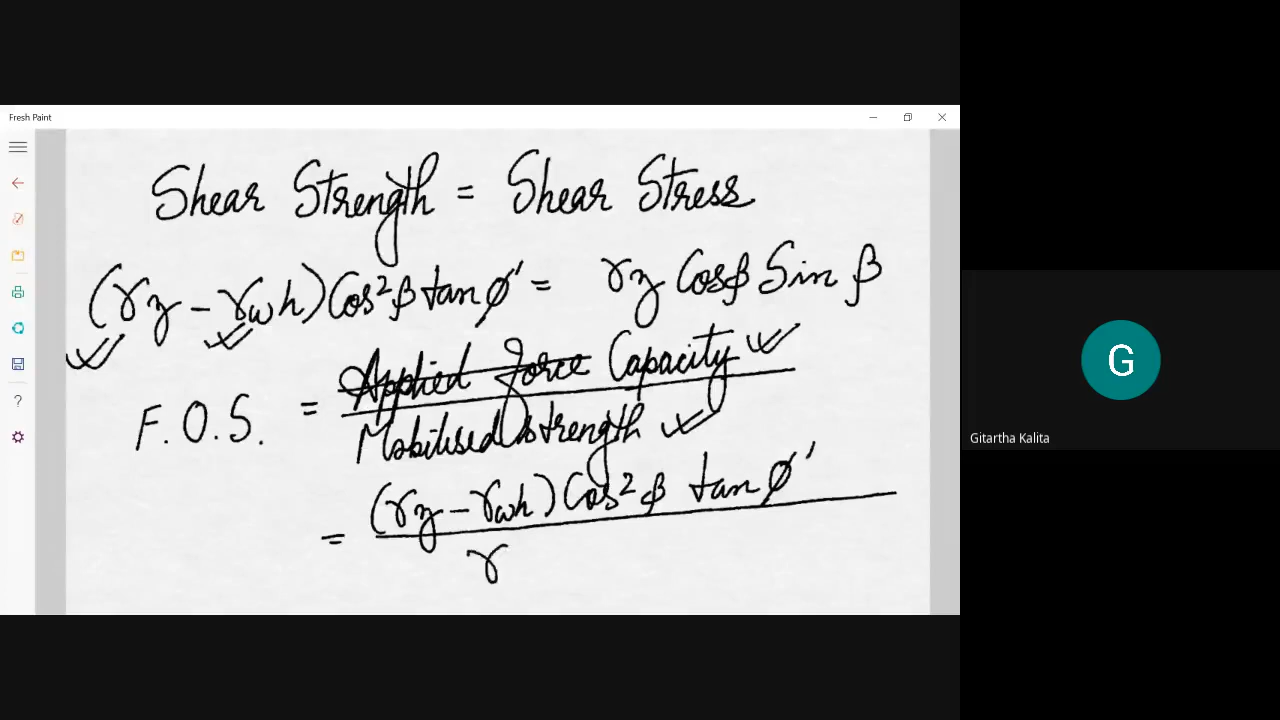 Fresh Paint
Shear Strength = Shear Stress
(γz - γwh) Cos²β tan φ' = γz Cosβ Sin β
F.O.S. = Applied force Capacity
Mobilised strength
= (γz - γwh) Cos²β tan φ'
γ
G
Gitartha Kalita